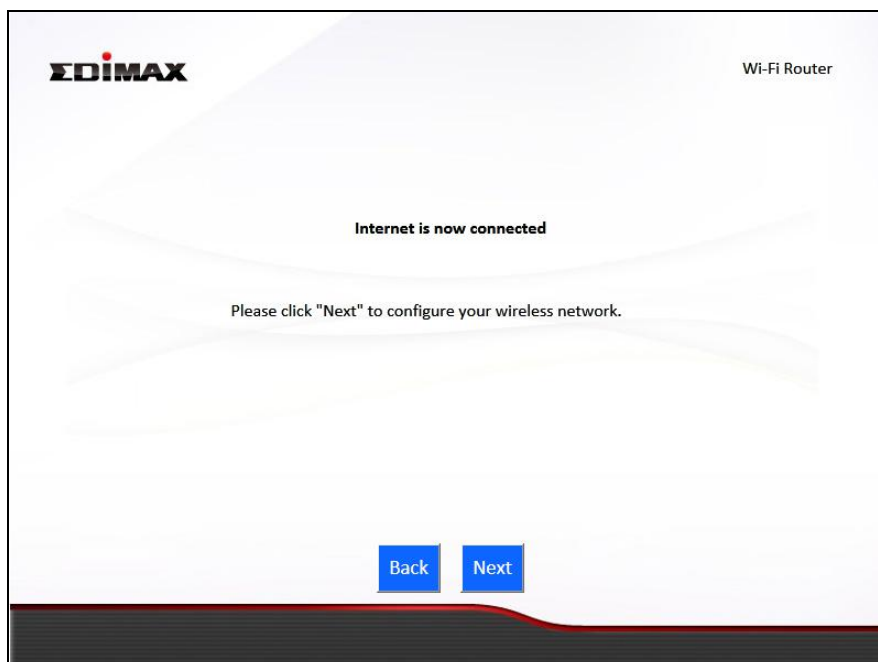 EDIMAX
Wi-Fi Router
Internet is now connected
Please click "Next" to configure your wireless network.
Back Next